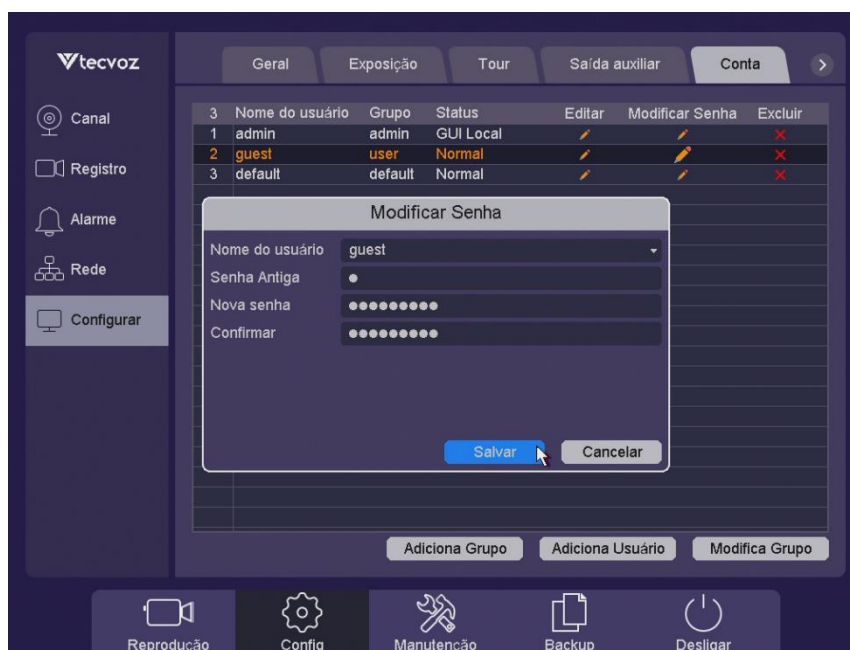 tecvoz
Geral Exposição Tour Saída auxiliar Conta >
Canal
Registro
Alarme
Rede
Configurar
3 Nome do usuário Grupo Status Editar Modificar Senha Excluir
1 admin admin GUI Local
2 guest user Normal
3 default default Normal
Modificar Senha
Nome do usuário guest
Senha Antiga ●
Nova senha ●●●●●●●●●
Confirmar ●●●●●●●●●
Salvar Cancelar
Adiciona Grupo Adiciona Usuário Modifica Grupo
Reprodução Config Manutenção Backup Desligar